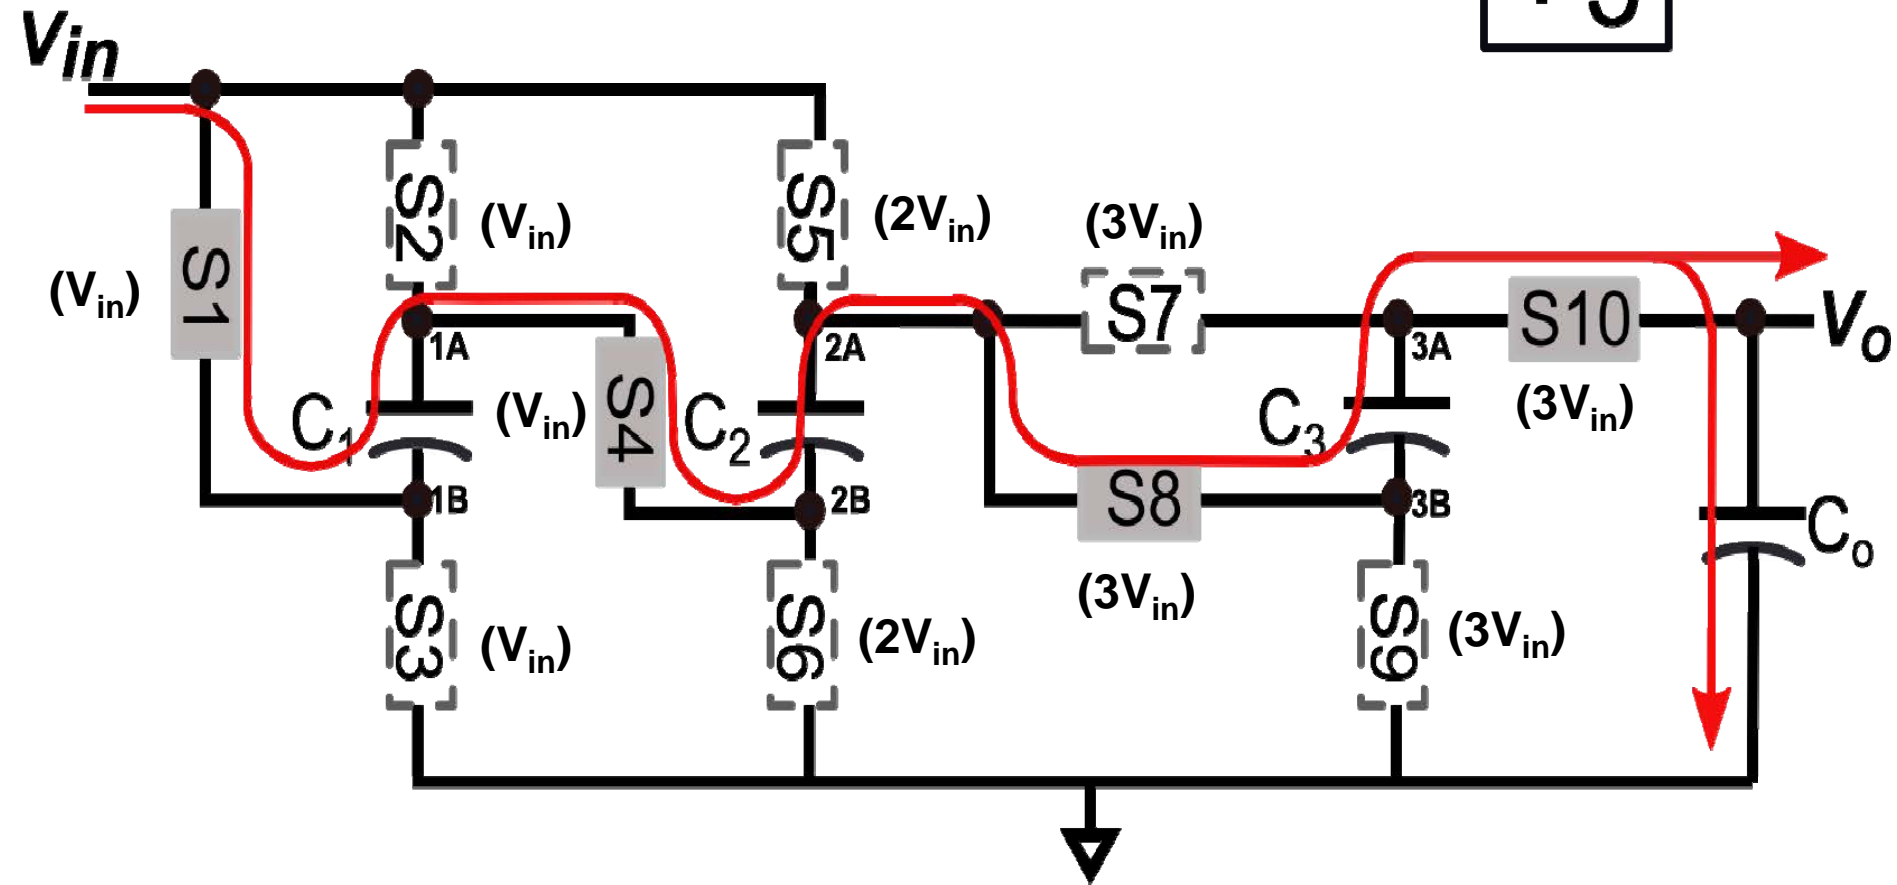 Vin
S1
(Vin)
S2
(Vin)
S5
(2Vin)
(3Vin)
S7
S10
Vo
(3Vin)
1A
2A
3A
C1
(Vin)
S4
C2
C3
1B
2B
S8
3B
(3Vin)
Co
S3
(Vin)
S6
(2Vin)
S9
(3Vin)